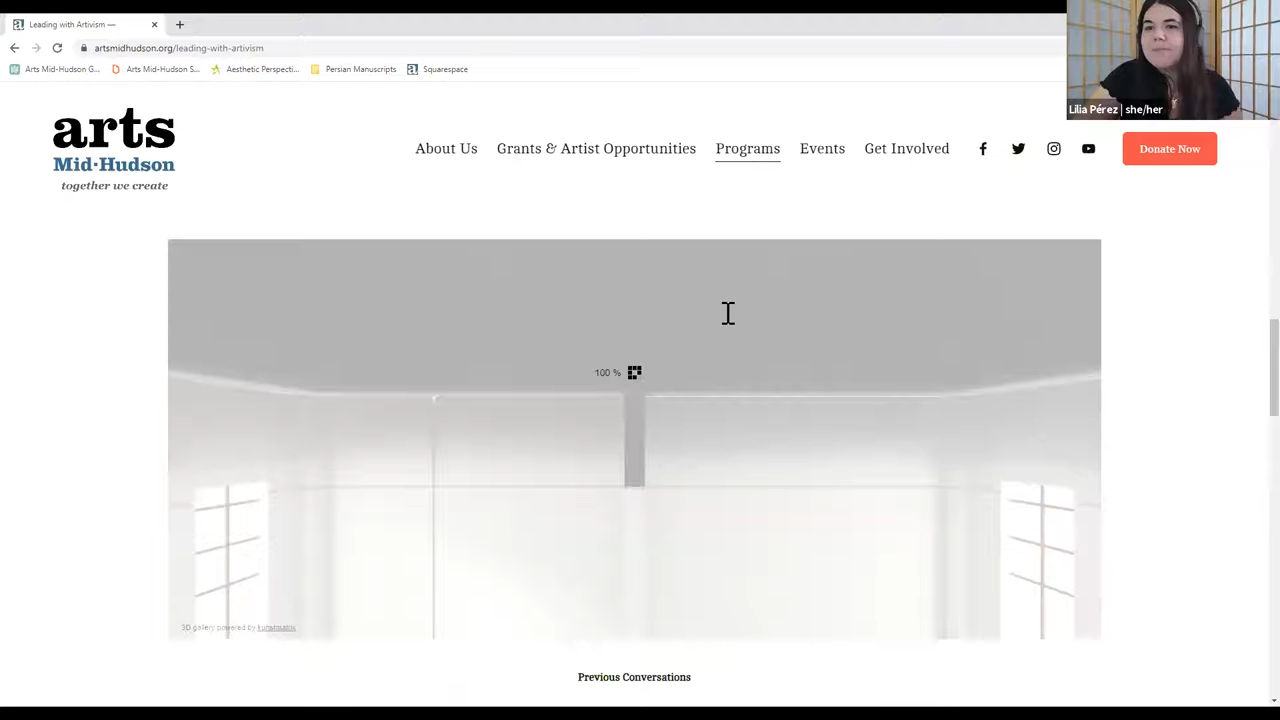 Leading with Artivism —
artsmidhudson.org/leading-with-artivism
Arts Mid-Hudson G...
Arts Mid-Hudson S...
Aesthetic Perspecti...
Persian Manuscripts
Squarespace
Lilia Pérez | she/her
arts
Mid·Hudson
together we create
About Us
Grants & Artist Opportunities
Programs
Events
Get Involved
Donate Now
100 %
3D gallery powered by kunstmatrix
Previous Conversations